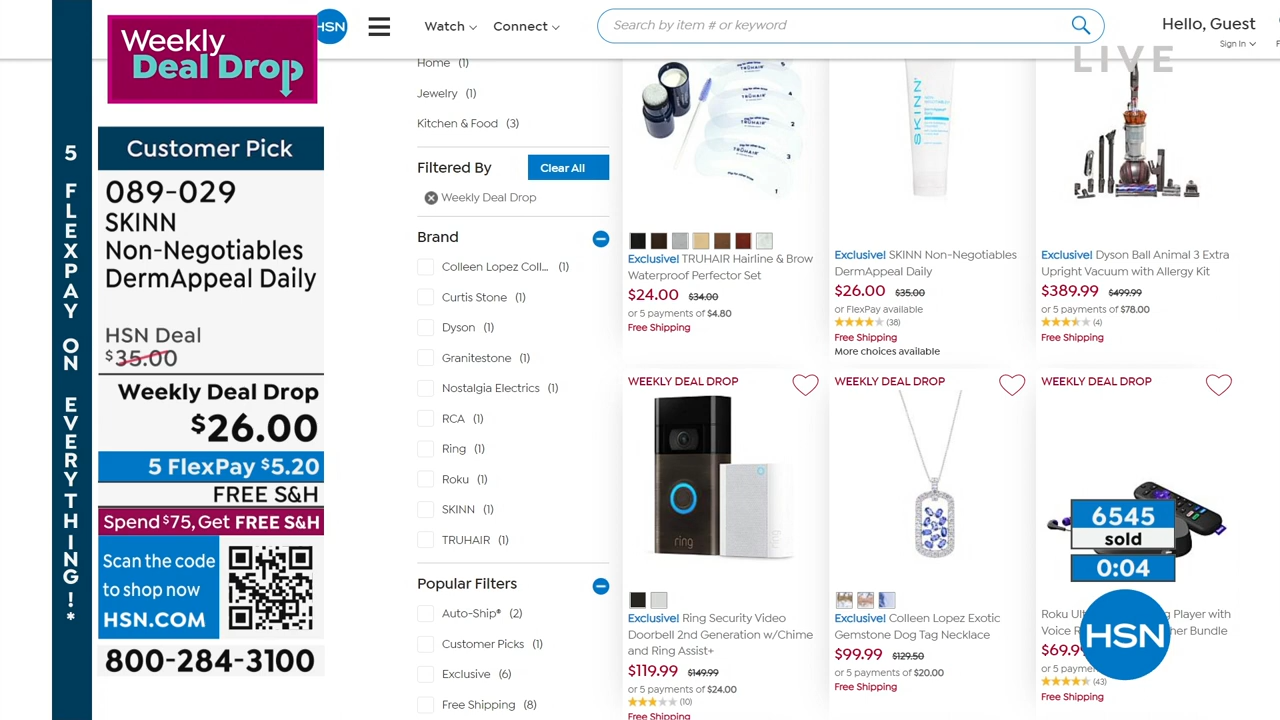 5 FLEXPAY ON EVERYTHING!*
Weekly
Deal Drop
Customer Pick
089-029
SKINN
Non-Negotiables
DermAppeal Daily
HSN Deal
$35.00
Weekly Deal Drop
$26.00
5 FlexPay $5.20
FREE S&H
Spend $75, Get FREE S&H
Scan the code
to shop now
HSN.COM
800-284-3100
HSN
Watch
Connect
Search by item # or keyword
Hello, Guest
Sign In
LIVE
Home (1)
Jewelry (1)
Kitchen & Food (3)
Filtered By
Clear All
Weekly Deal Drop
Brand
Colleen Lopez Coll... (1)
Curtis Stone (1)
Dyson (1)
Granitestone (1)
Nostalgia Electrics (1)
RCA (1)
Ring (1)
Roku (1)
SKINN (1)
TRUHAIR (1)
Popular Filters
Auto-Ship® (2)
Customer Picks (1)
Exclusive (6)
Free Shipping (8)
Exclusive! TRUHAIR Hairline & Brow
Waterproof Perfector Set
$24.00 $34.00
or 5 payments of $4.80
Free Shipping
SKINN
Exclusive! SKINN Non-Negotiables
DermAppeal Daily
$26.00 $35.00
or FlexPay available
(38)
Free Shipping
More choices available
Exclusive! Dyson Ball Animal 3 Extra
Upright Vacuum with Allergy Kit
$389.99 $499.99
or 5 payments of $78.00
(4)
Free Shipping
WEEKLY DEAL DROP
ring
Exclusive! Ring Security Video
Doorbell 2nd Generation w/Chime
and Ring Assist+
$119.99 $149.99
or 5 payments of $24.00
(10)
Free Shipping
WEEKLY DEAL DROP
Exclusive! Colleen Lopez Exotic
Gemstone Dog Tag Necklace
$99.99 $129.50
or 5 payments of $20.00
Free Shipping
WEEKLY DEAL DROP
6545
sold
0:04
Roku Player with
Voice Bundle
$69.9
or 5
(43)
Free Shipping
HSN